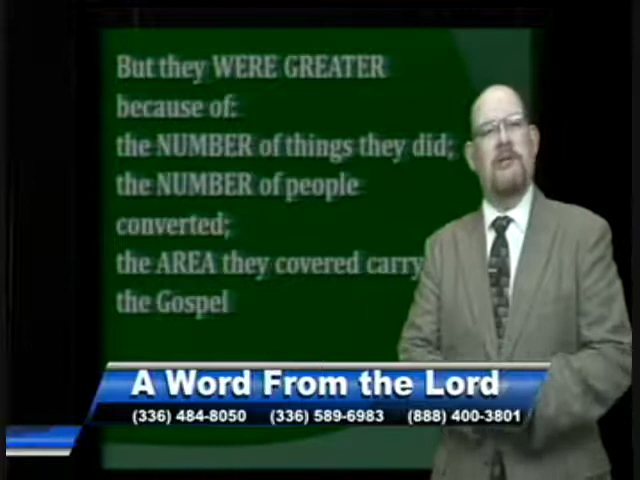 But they WERE GREATER
because of:
the NUMBER of things they did;
the NUMBER of people
converted;
the AREA they covered carry
the Gospel
A Word From the Lord
(336) 484-8050 (336) 589-6983 (888) 400-3801